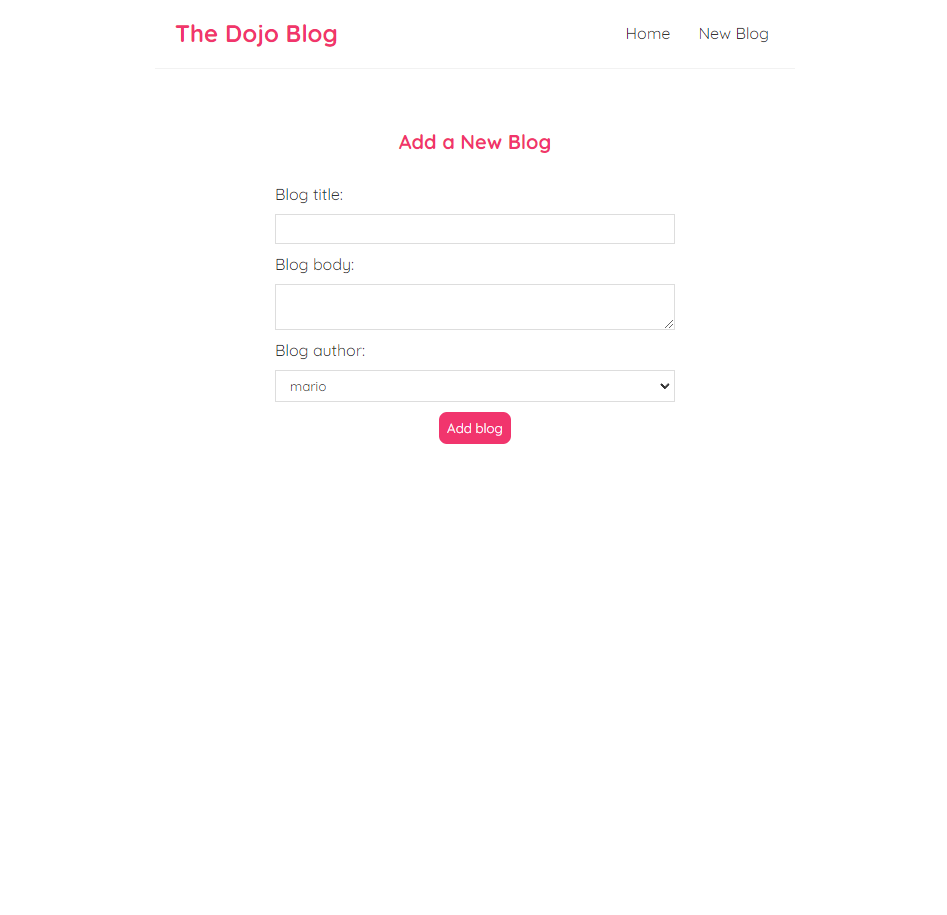 The Dojo Blog
Home New Blog
Add a New Blog
Blog title:
Blog body:
Blog author:
mario
Add blog